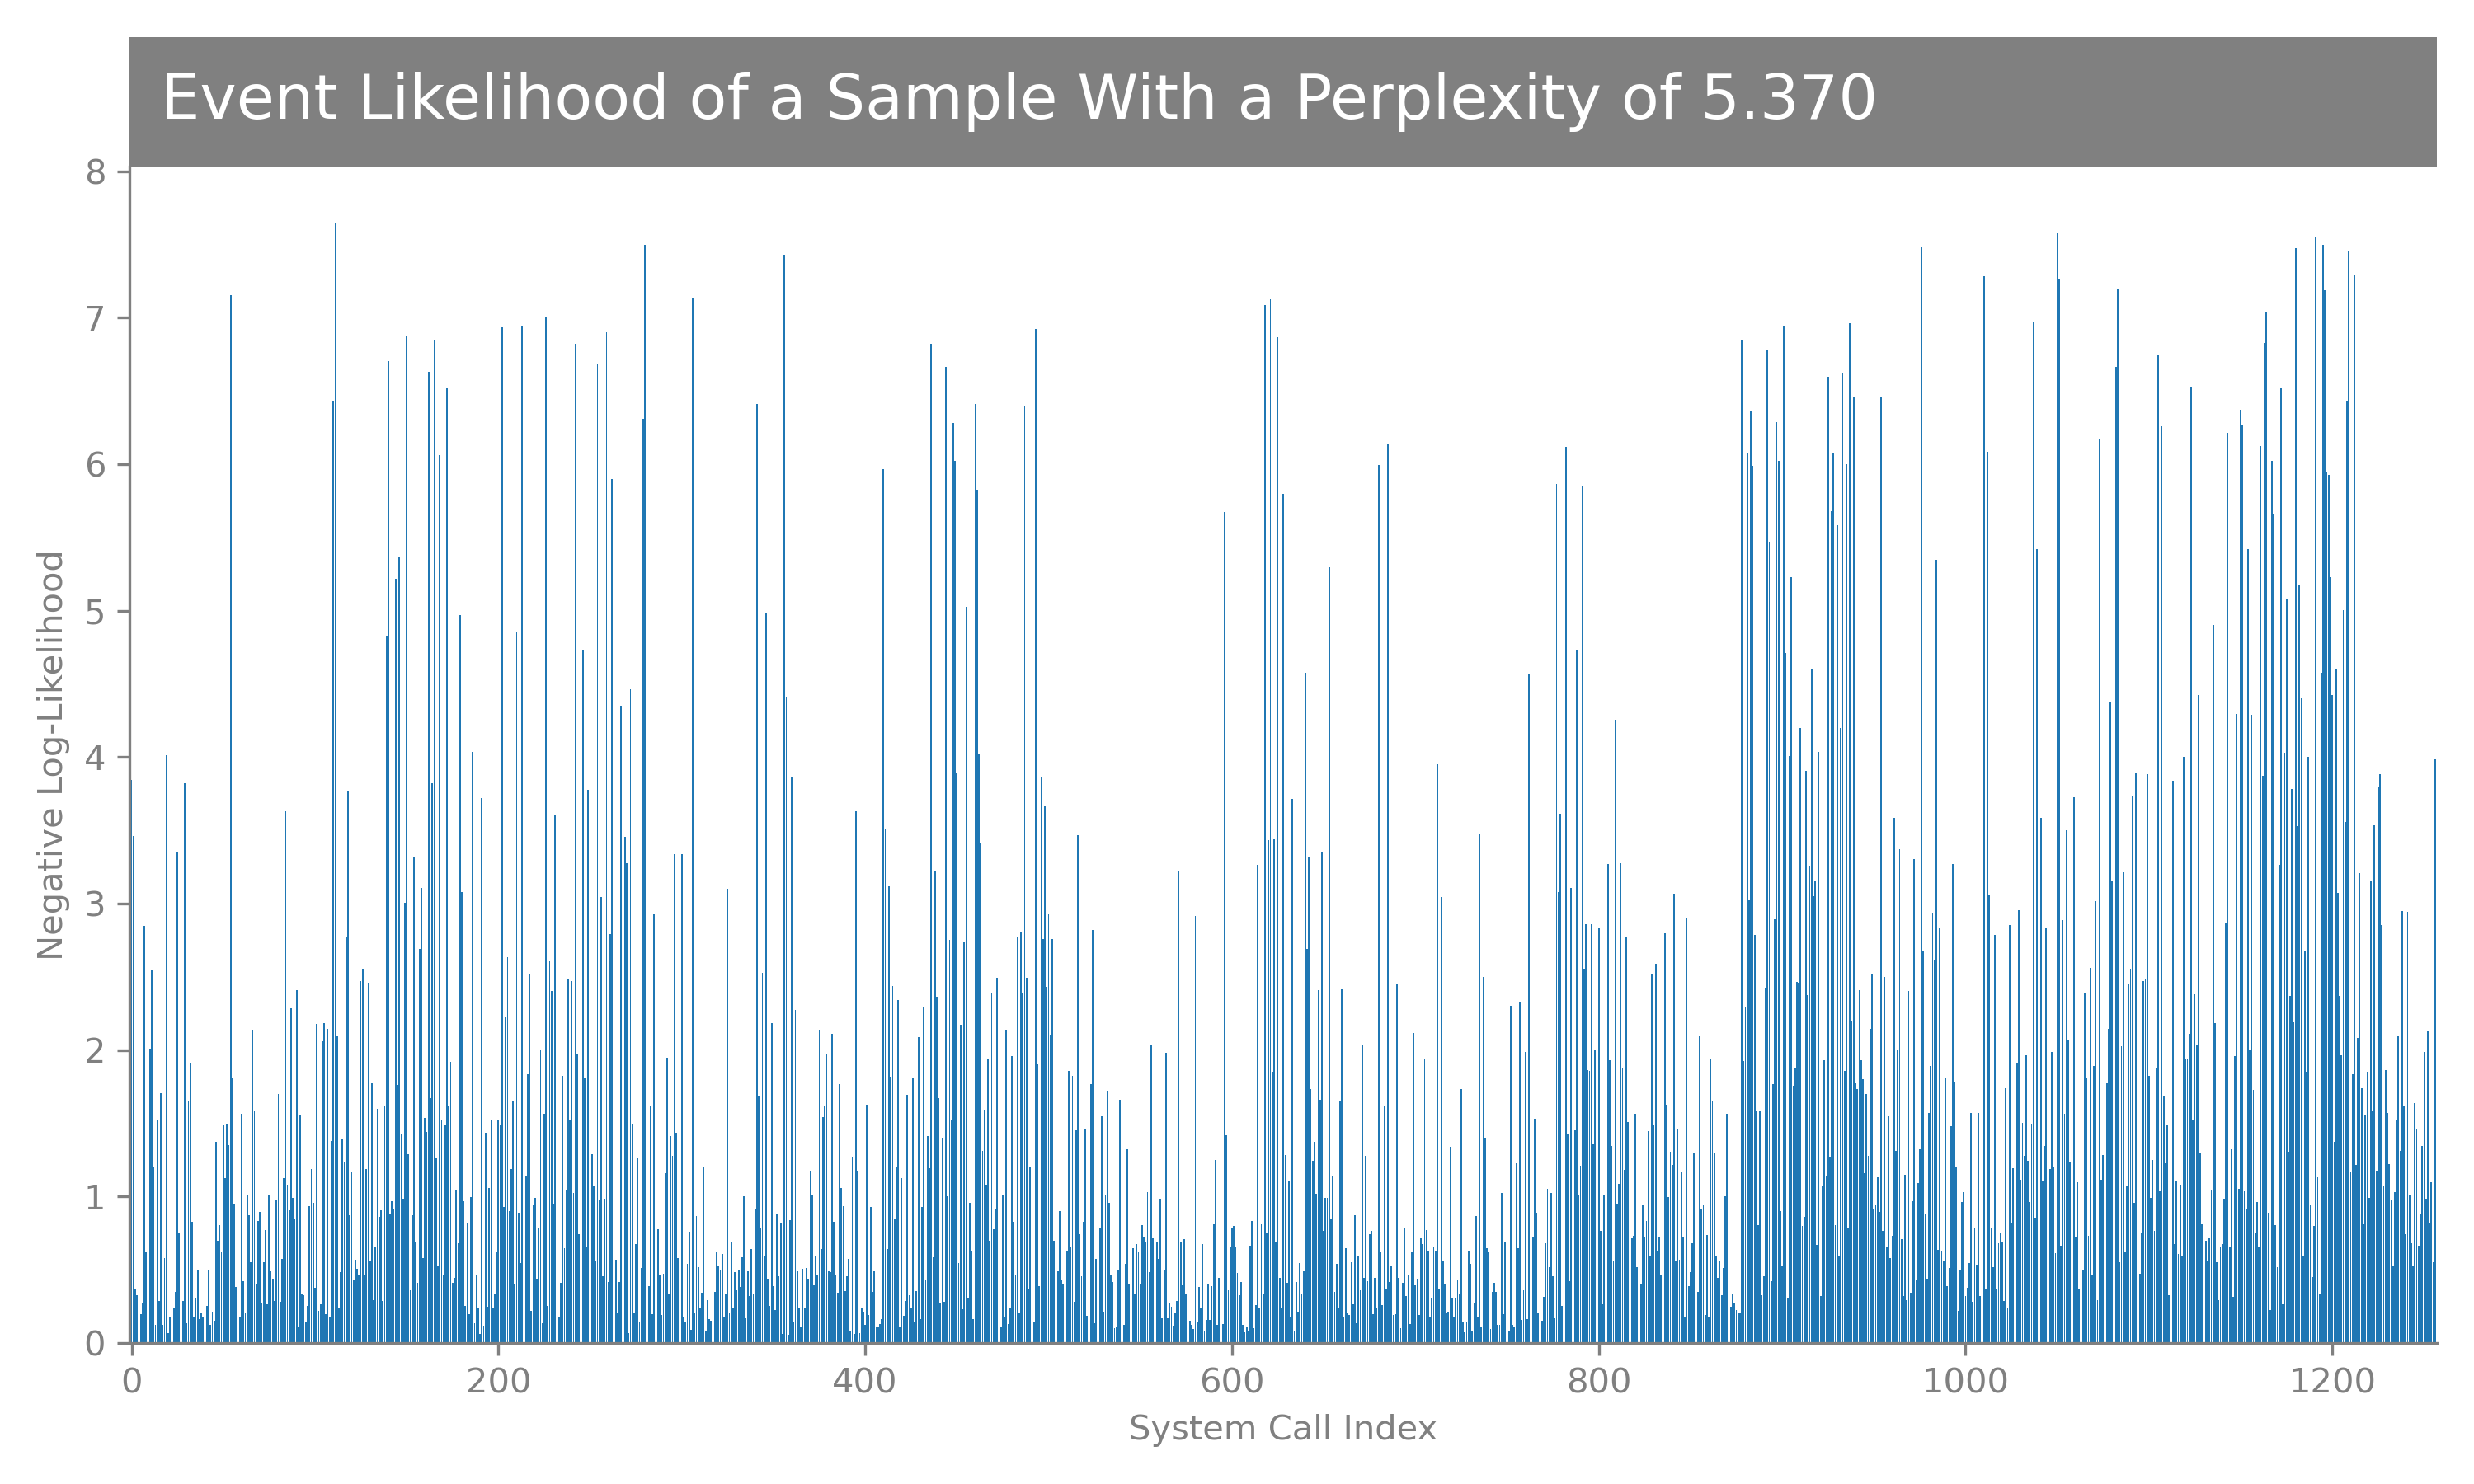 Event Likelihood of a Sample With a Perplexity of 5.370
8
7
6
5
4
3
2
1
0
Negative Log-Likelihood
0 200 400 600 800 1000 1200
System Call Index